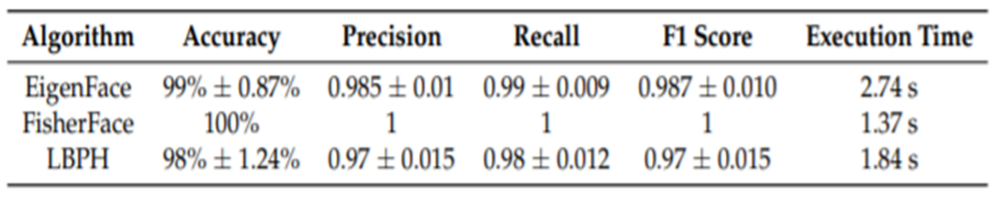 Algorithm Accuracy Precision Recall F1 Score Execution Time
EigenFace 99% ± 0.87% 0.985 ± 0.01 0.99 ± 0.009 0.987 ± 0.010 2.74 s
FisherFace 100% 1 1 1 1.37 s
LBPH 98% ± 1.24% 0.97 ± 0.015 0.98 ± 0.012 0.97 ± 0.015 1.84 s